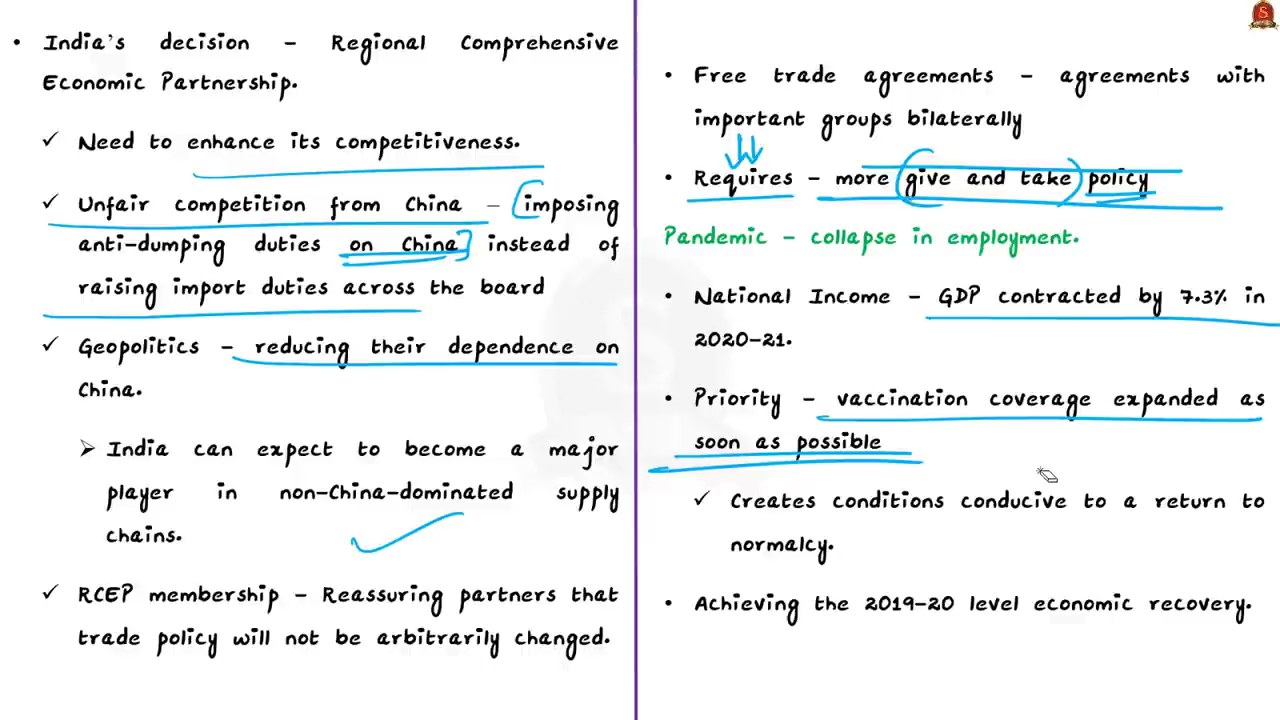 • India's decision – Regional Comprehensive
Economic Partnership.
✓ Need to enhance its competitiveness.
✓ Unfair competition from China – imposing
anti-dumping duties on China instead of
raising import duties across the board
✓ Geopolitics – reducing their dependence on
China.
➢ India can expect to become a major
player in non-China-dominated supply
chains.
✓ RCEP membership – Reassuring partners that
trade policy will not be arbitrarily changed.
• Free trade agreements – agreements with
important groups bilaterally
• Requires – more give and take policy
Pandemic – collapse in employment.
• National Income – GDP contracted by 7.3% in
2020-21.
• Priority – vaccination coverage expanded as
soon as possible
✓ Creates conditions conducive to a return to
normalcy.
• Achieving the 2019-20 level economic recovery.